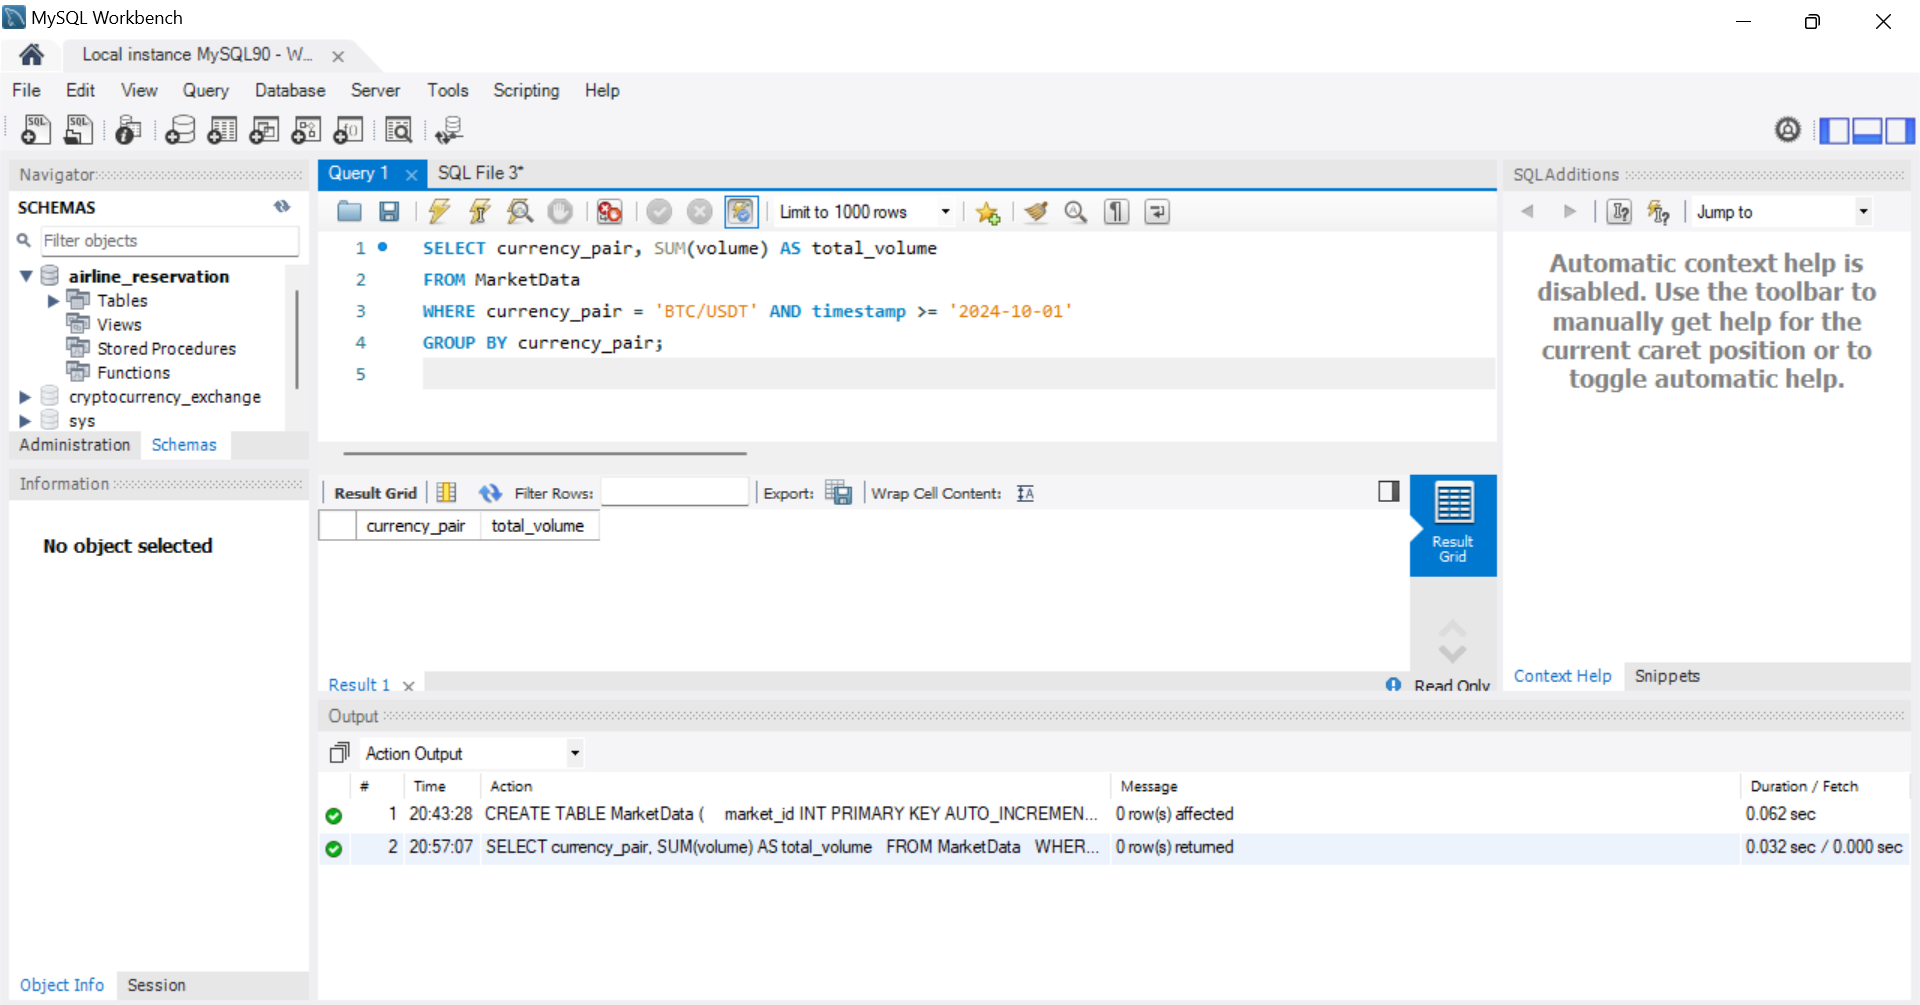 MySQL Workbench
Local instance MySQL90 - W...
File Edit View Query Database Server Tools Scripting Help
Navigator
SCHEMAS
Filter objects
airline_reservation
Tables
Views
Stored Procedures
Functions
cryptocurrency_exchange
sys
Administration Schemas
Information
No object selected
Object Info Session
Query 1 SQL File 3*
Limit to 1000 rows
1 SELECT currency_pair, SUM(volume) AS total_volume
2 FROM MarketData
3 WHERE currency_pair = 'BTC/USDT' AND timestamp >= '2024-10-01'
4 GROUP BY currency_pair;
5
Result Grid Filter Rows: Export: Wrap Cell Content:
currency_pair total_volume
Result
Grid
Result 1 Read Only
SQLAdditions
Jump to
Automatic context help is
disabled. Use the toolbar to
manually get help for the
current caret position or to
toggle automatic help.
Context Help Snippets
Output
Action Output
# Time Action Message Duration / Fetch
1 20:43:28 CREATE TABLE MarketData ( market_id INT PRIMARY KEY AUTO_INCREMEN... 0 row(s) affected 0.062 sec
2 20:57:07 SELECT currency_pair, SUM(volume) AS total_volume FROM MarketData WHER... 0 row(s) returned 0.032 sec / 0.000 sec